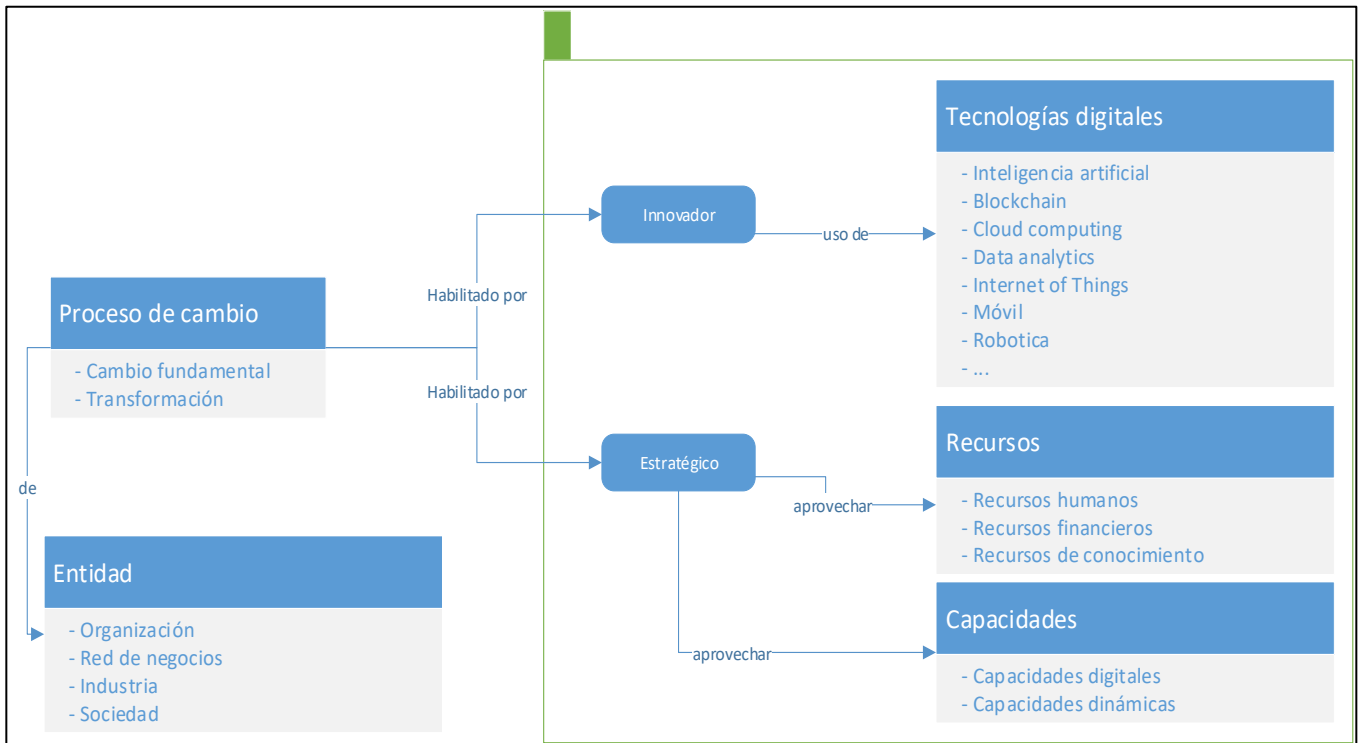 Tecnologías digitales
- Inteligencia artificial
- Blockchain
- Cloud computing
- Data analytics
- Internet of Things
- Móvil
- Robotica
- ...
Innovador
uso de
Habilitado por
Proceso de cambio
- Cambio fundamental
- Transformación
Habilitado por
Estratégico
aprovechar
Recursos
- Recursos humanos
- Recursos financieros
- Recursos de conocimiento
de
Entidad
- Organización
- Red de negocios
- Industria
- Sociedad
aprovechar
Capacidades
- Capacidades digitales
- Capacidades dinámicas